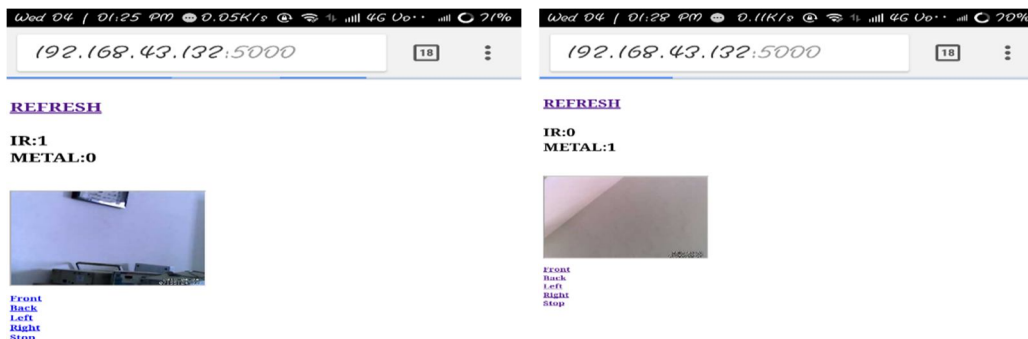 Wed 04 / 01:25 PM 0.05K/s 4G Vo·· 71%
192.168.43.132:5000
18
REFRESH
IR:1
METAL:0
Front
Back
Left
Right
Stop
Wed 04 / 01:28 PM 0.11K/s 4G Vo·· 70%
192.168.43.132:5000
18
REFRESH
IR:0
METAL:1
Front
Back
Left
Right
Stop